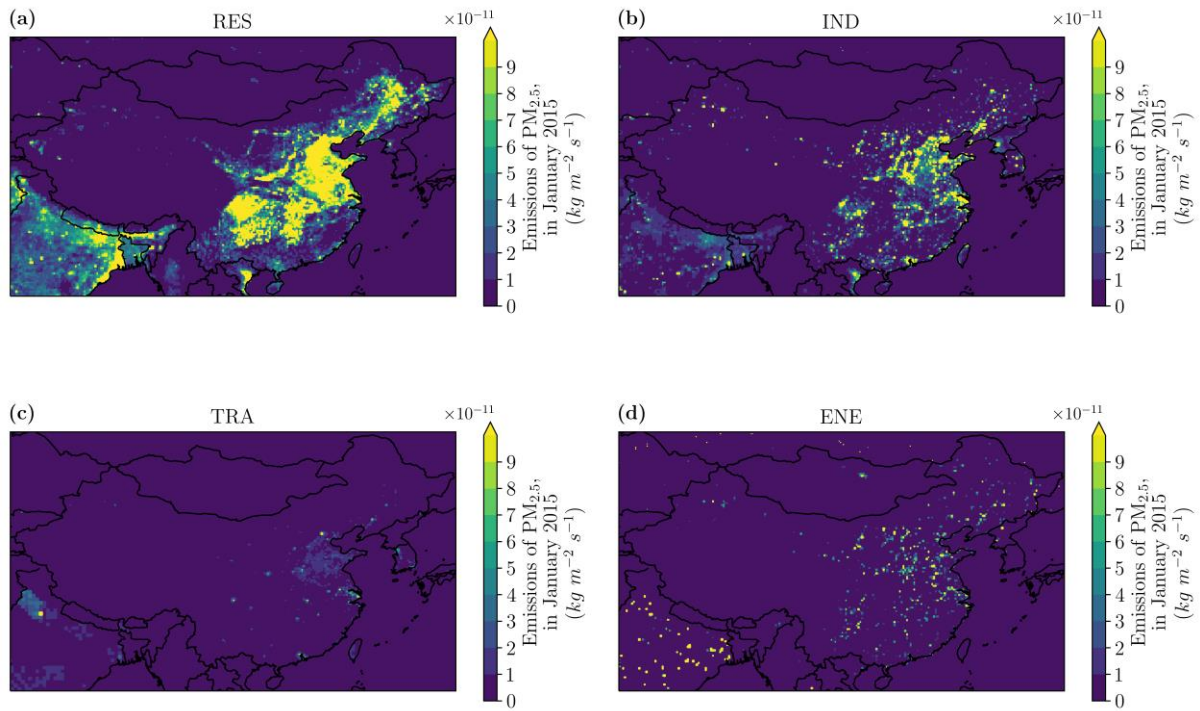 (a) RES ×10⁻¹¹
9
8
7
6
5
4
3
2
1
0
Emissions of PM₂.₅,
in January 2015
(kg m⁻² s⁻¹)
(b) IND ×10⁻¹¹
9
8
7
6
5
4
3
2
1
0
Emissions of PM₂.₅,
in January 2015
(kg m⁻² s⁻¹)
(c) TRA ×10⁻¹¹
9
8
7
6
5
4
3
2
1
0
Emissions of PM₂.₅,
in January 2015
(kg m⁻² s⁻¹)
(d) ENE ×10⁻¹¹
9
8
7
6
5
4
3
2
1
0
Emissions of PM₂.₅,
in January 2015
(kg m⁻² s⁻¹)